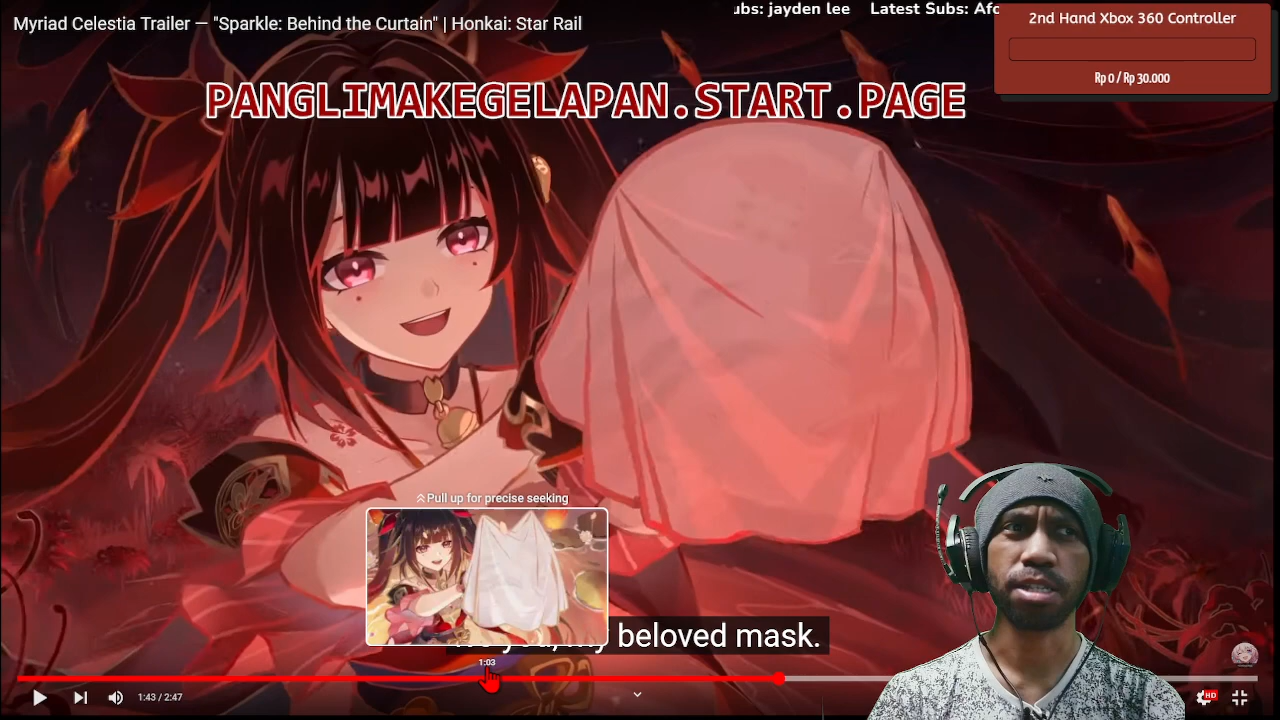 Myriad Celestia Trailer — "Sparkle: Behind the Curtain" | Honkai: Star Rail
ubs: jayden lee Latest Subs: Afc
2nd Hand Xbox 360 Controller
Rp 0 / Rp 30.000
PANGLIMAKEGELAPAN.START.PAGE
Pull up for precise seeking
beloved mask.
1:03
1:43 / 2:47
HD